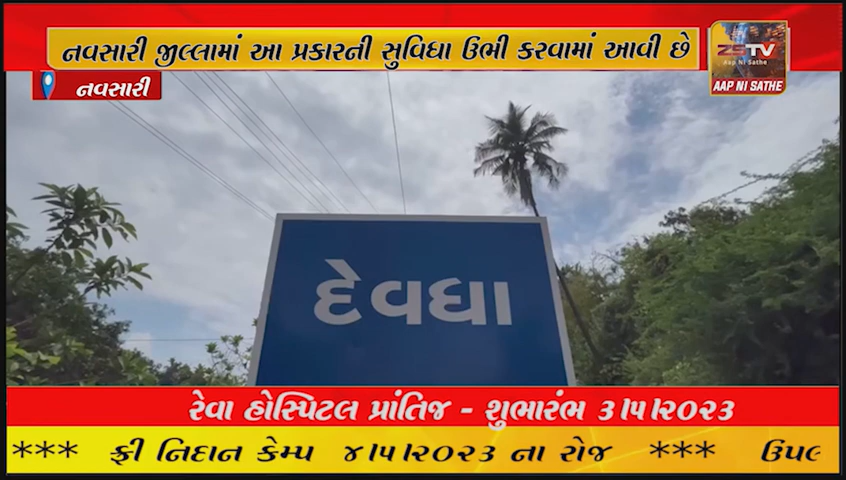 નવસારી જીલ્લામાં આ પ્રકારની સુવિધા ઉભી કરવામાં આવી છે
ZSTV
Aap Ni Sathe
AAP NI SATHE
નવસારી
દેવધા
રેવા હોસ્પિટલ પ્રાંતિજ - શુભારંભ ૩।૫।૨૦૨૩
*** ફ્રી નિદાન કેમ્પ ૪।૫।૨૦૨૩ ના રોજ ***